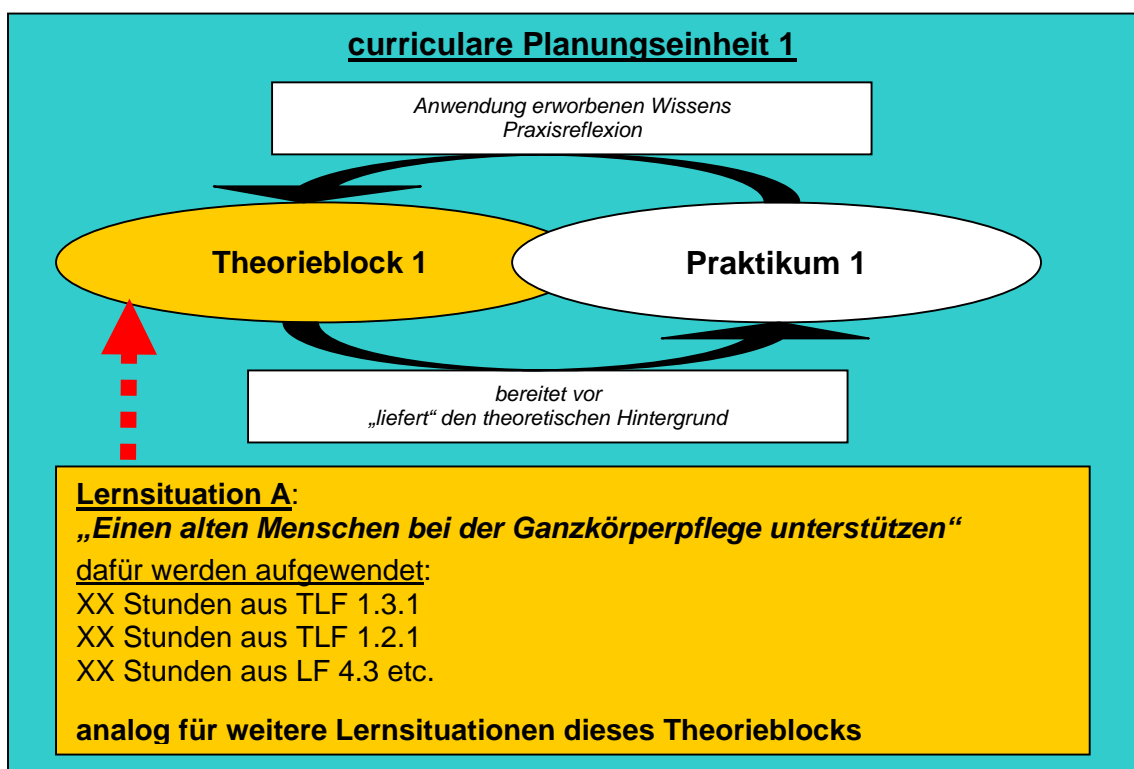 curriculare Planungseinheit 1
Anwendung erworbenen Wissens
Praxisreflexion
Theorieblock 1
Praktikum 1
bereitet vor
„liefert“ den theoretischen Hintergrund
Lernsituation A:
„Einen alten Menschen bei der Ganzkörperpflege unterstützen“
dafür werden aufgewendet:
XX Stunden aus TLF 1.3.1
XX Stunden aus TLF 1.2.1
XX Stunden aus LF 4.3 etc.
analog für weitere Lernsituationen dieses Theorieblocks